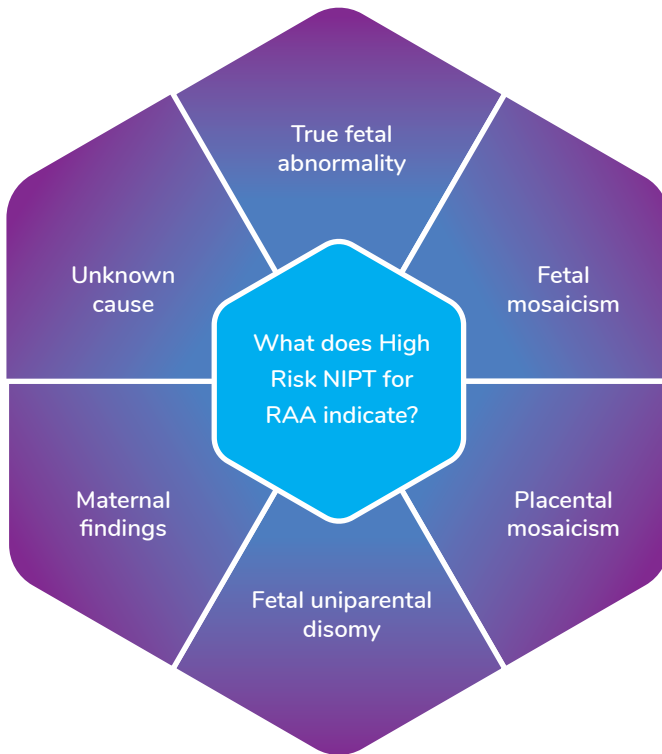 What does High
Risk NIPT for
RAA indicate?
True fetal
abnormality
Fetal
mosaicism
Placental
mosaicism
Fetal uniparental
disomy
Maternal
findings
Unknown
cause